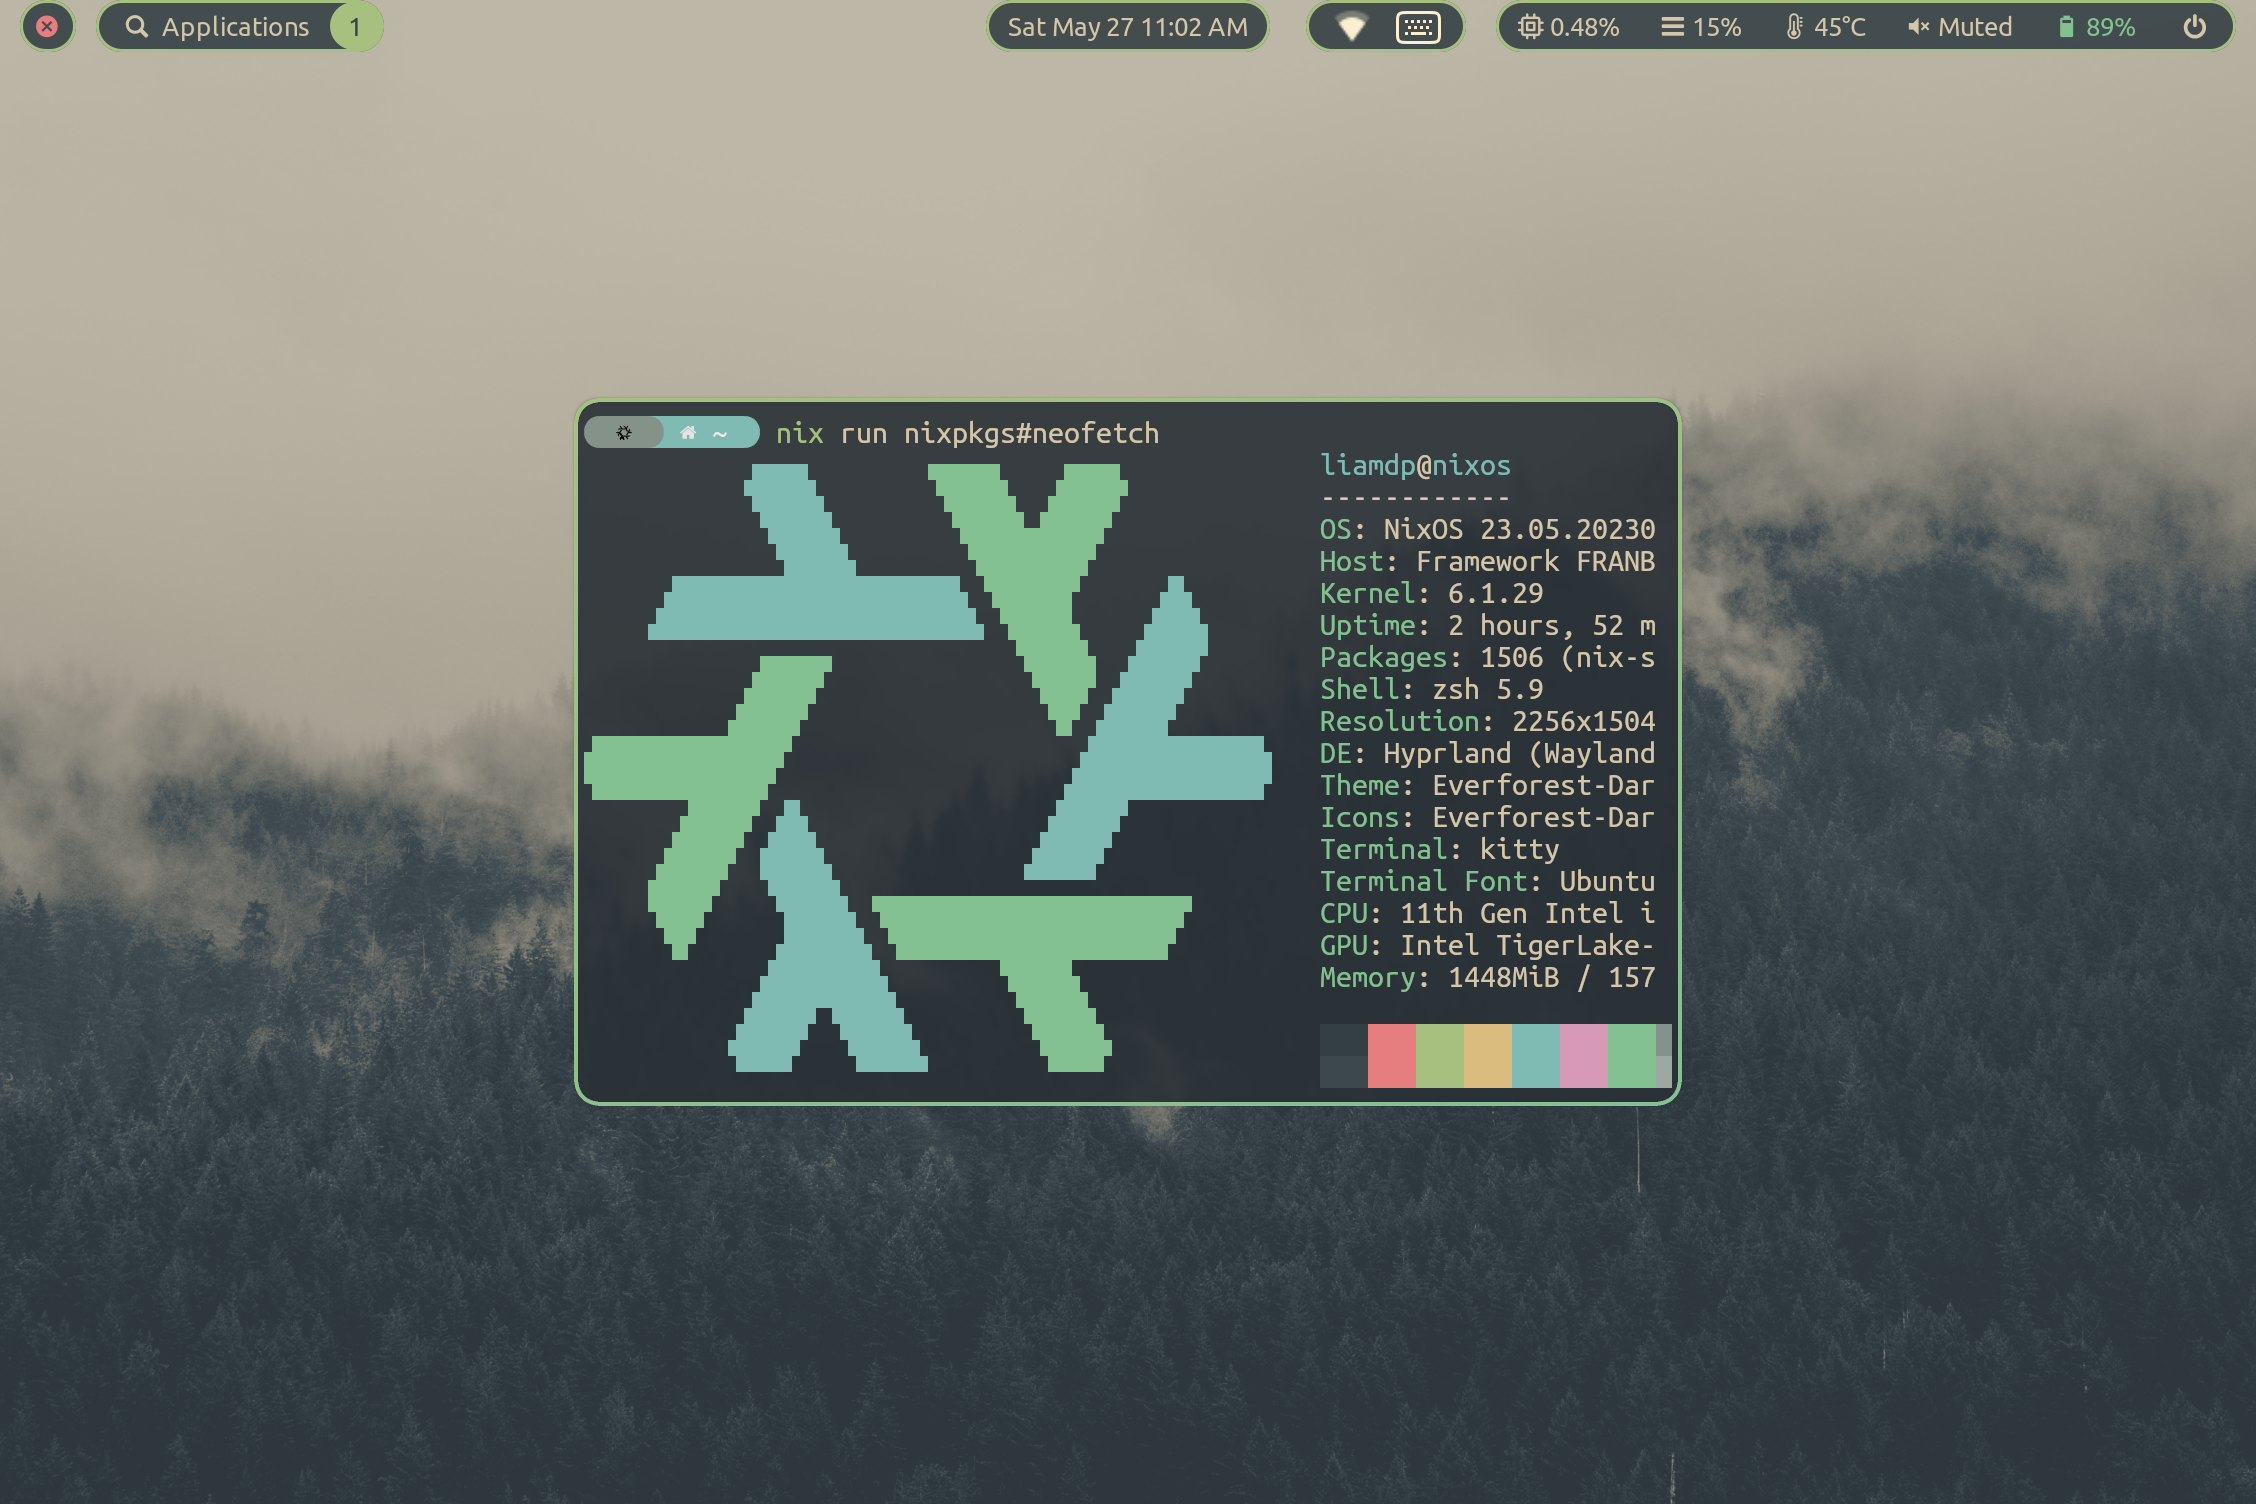 Applications 1
Sat May 27 11:02 AM
0.48% 15% 45°C Muted 89%
~ nix run nixpkgs#neofetch
liamdp@nixos
------------
OS: NixOS 23.05.20230
Host: Framework FRANB
Kernel: 6.1.29
Uptime: 2 hours, 52 m
Packages: 1506 (nix-s
Shell: zsh 5.9
Resolution: 2256x1504
DE: Hyprland (Wayland
Theme: Everforest-Dar
Icons: Everforest-Dar
Terminal: kitty
Terminal Font: Ubuntu
CPU: 11th Gen Intel i
GPU: Intel TigerLake-
Memory: 1448MiB / 157